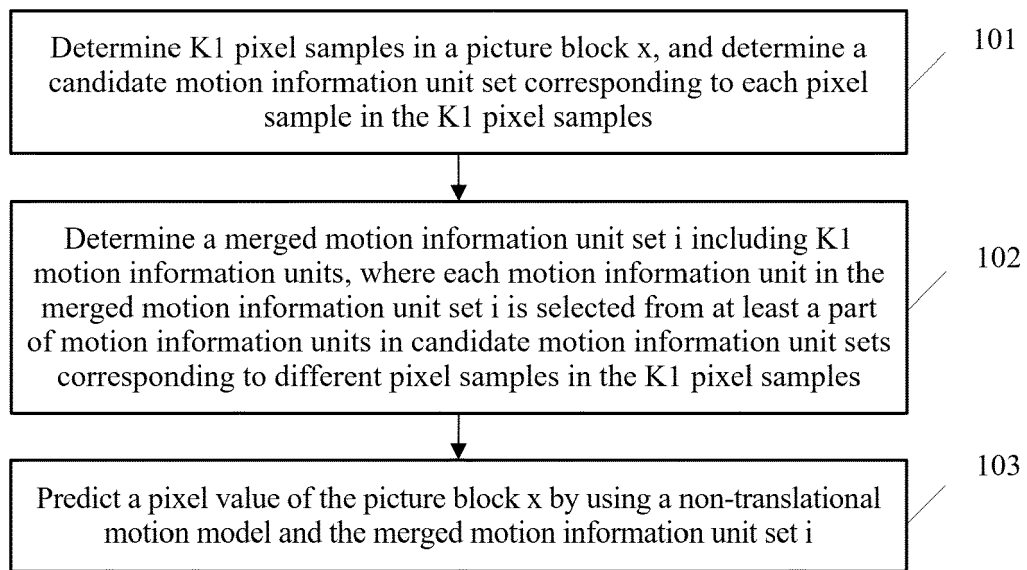 Determine K1 pixel samples in a picture block x, and determine a
candidate motion information unit set corresponding to each pixel
sample in the K1 pixel samples
101
Determine a merged motion information unit set i including K1
motion information units, where each motion information unit in the
merged motion information unit set i is selected from at least a part
of motion information units in candidate motion information unit sets
corresponding to different pixel samples in the K1 pixel samples
102
Predict a pixel value of the picture block x by using a non-translational
motion model and the merged motion information unit set i
103